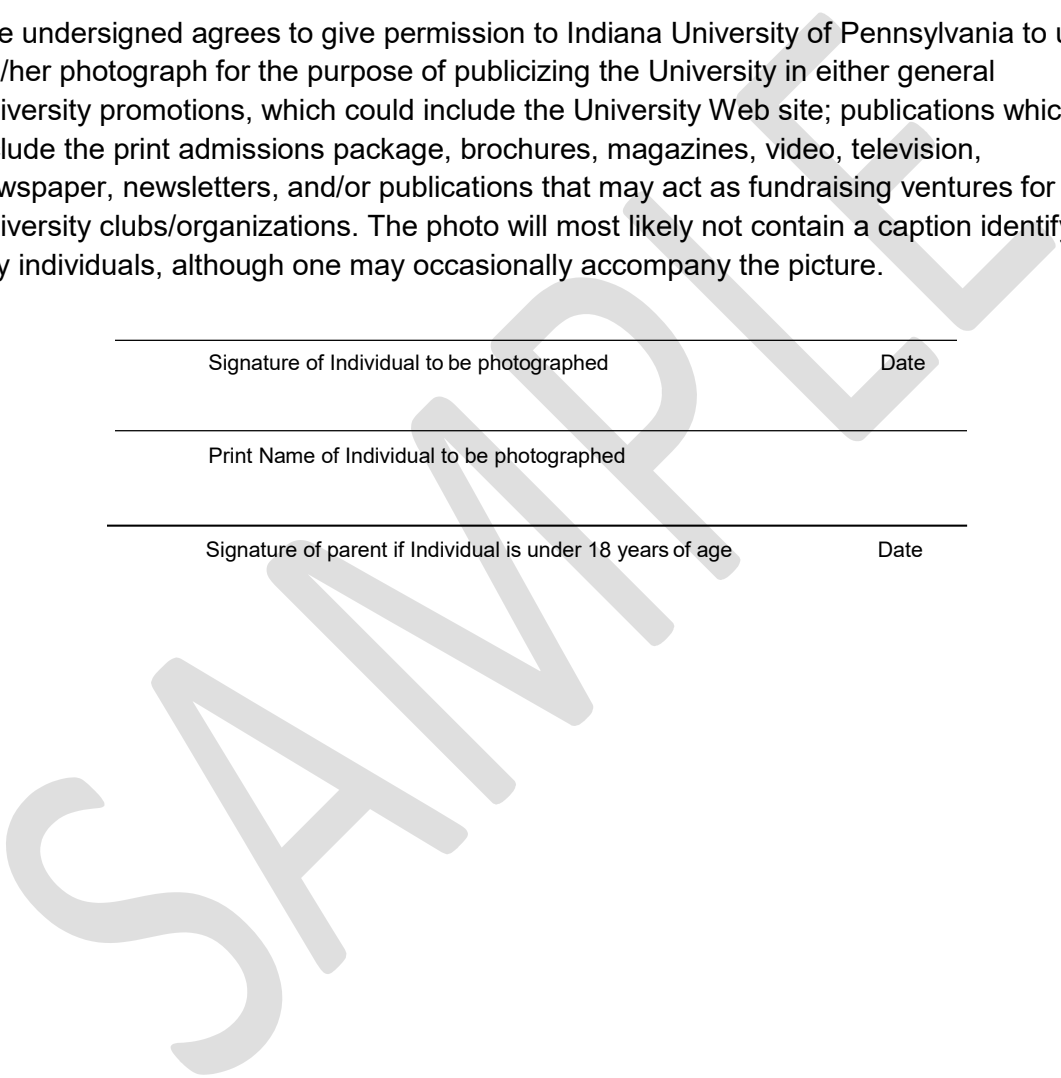 e undersigned agrees to give permission to Indiana University of Pennsylvania to u
/her photograph for the purpose of publicizing the University in either general
iversity promotions, which could include the University Web site; publications whic
lude the print admissions package, brochures, magazines, video, television,
wspaper, newsletters, and/or publications that may act as fundraising ventures for
iversity clubs/organizations. The photo will most likely not contain a caption identify
y individuals, although one may occasionally accompany the picture.
Signature of Individual to be photographed Date
Print Name of Individual to be photographed
Signature of parent if Individual is under 18 years of age Date
SAMPLE